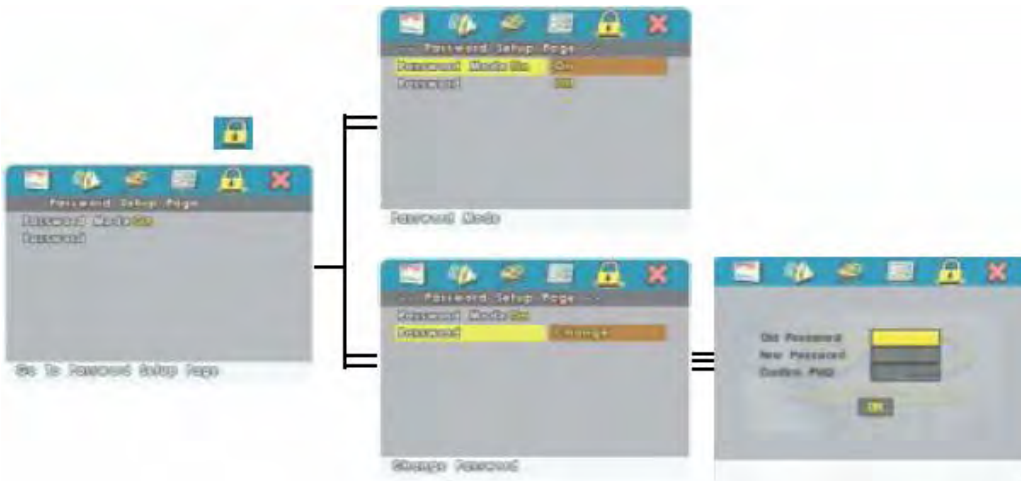 -- Password Setup Page --
Password Mode On On
Password Off
Password Mode
Password Setup Page
Password Mode On
Password
Go To Password Setup Page
-- Password Setup Page --
Password Mode On
Password Change
Change Password
Old Password
New Password
Confirm PWD
OK